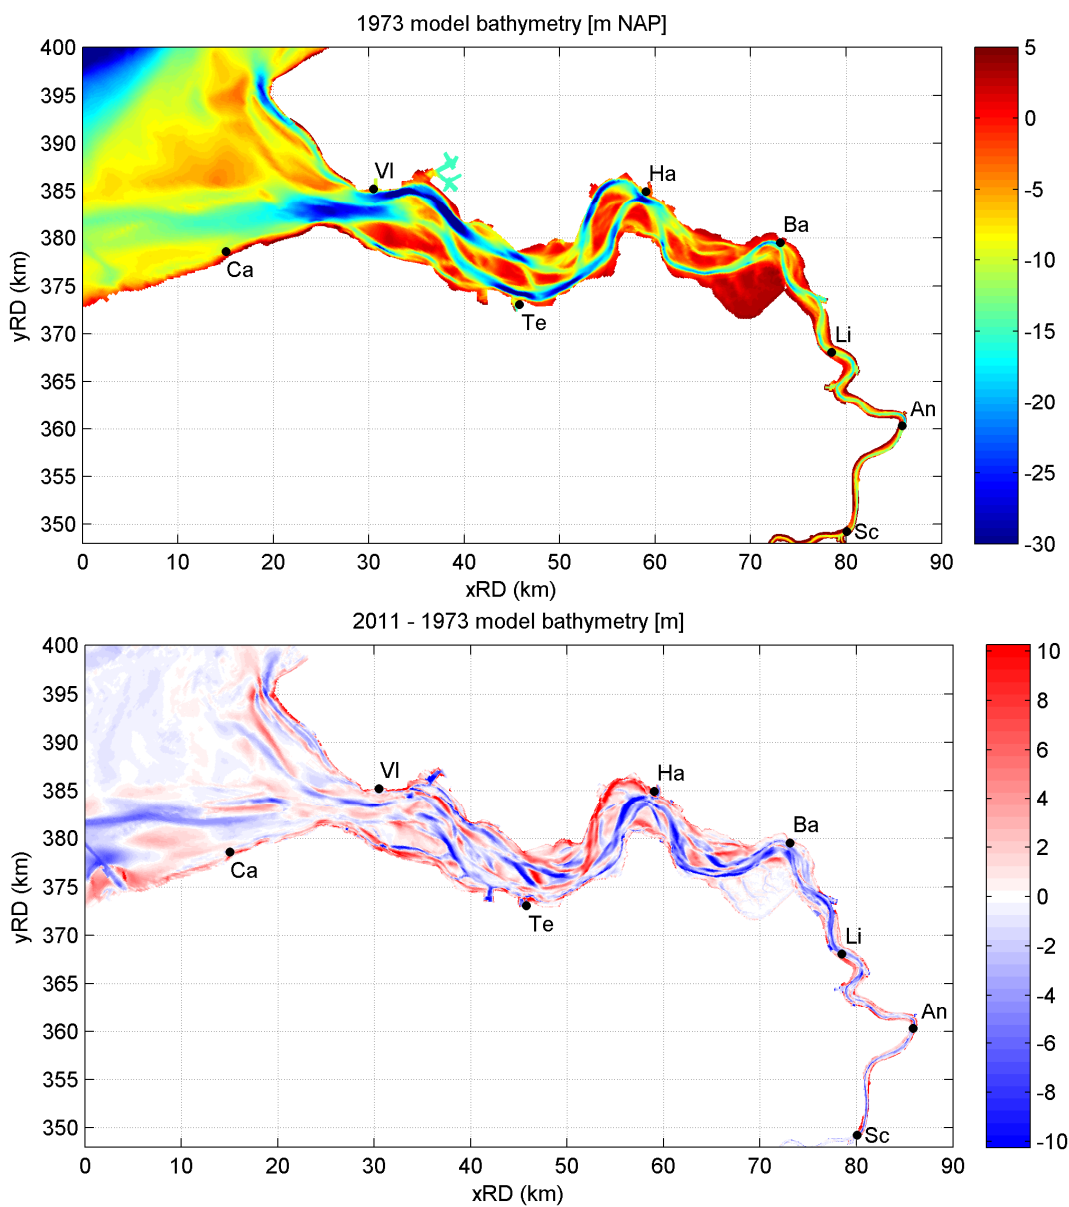 1973 model bathymetry [m NAP]
400
395
390
385
380
375
370
365
360
355
350
yRD (km)
0 10 20 30 40 50 60 70 80 90
xRD (km)
Vl
Ha
Ba
Ca
Te
Li
An
Sc
5
0
-5
-10
-15
-20
-25
-30
2011 - 1973 model bathymetry [m]
400
395
390
385
380
375
370
365
360
355
350
yRD (km)
0 10 20 30 40 50 60 70 80 90
xRD (km)
Vl
Ha
Ba
Ca
Te
Li
An
Sc
10
8
6
4
2
0
-2
-4
-6
-8
-10